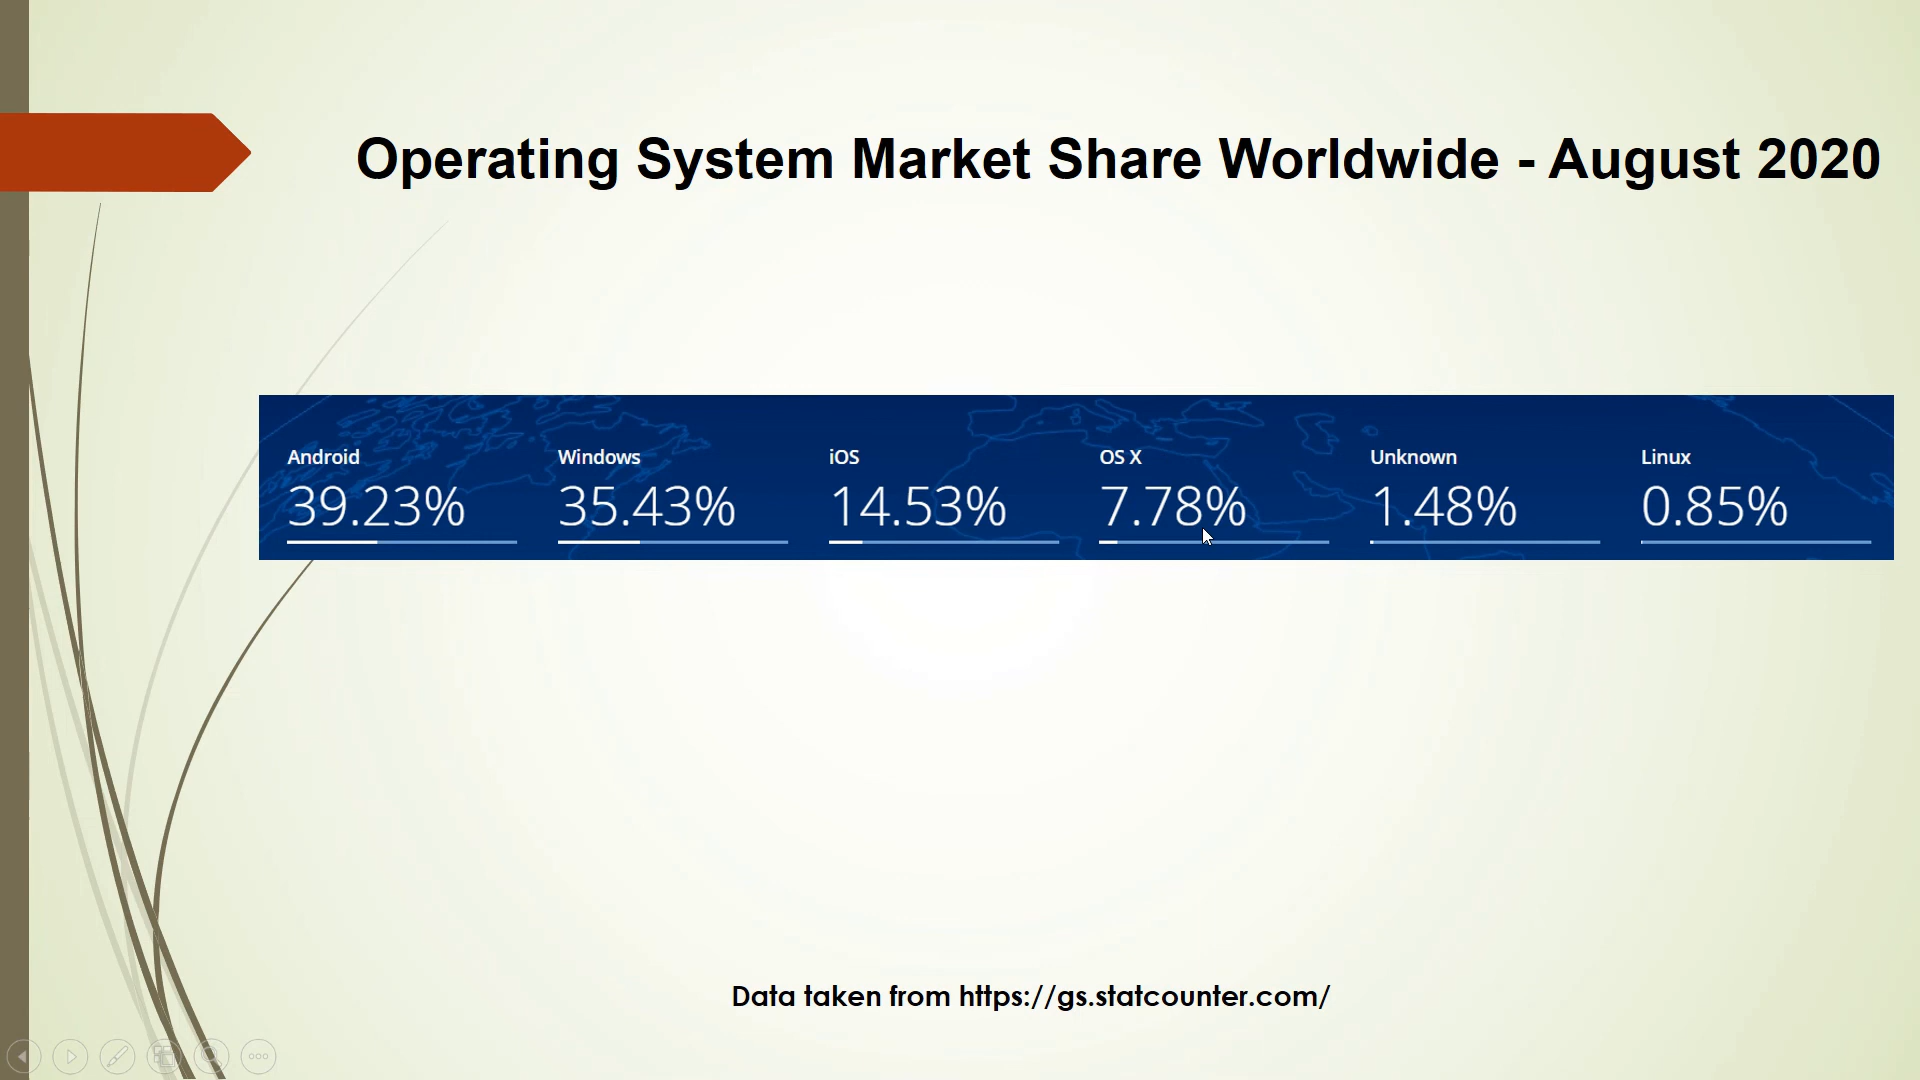 Operating System Market Share Worldwide - August 2020
Android Windows iOS OS X Unknown Linux
39.23% 35.43% 14.53% 7.78% 1.48% 0.85%
Data taken from https://gs.statcounter.com/